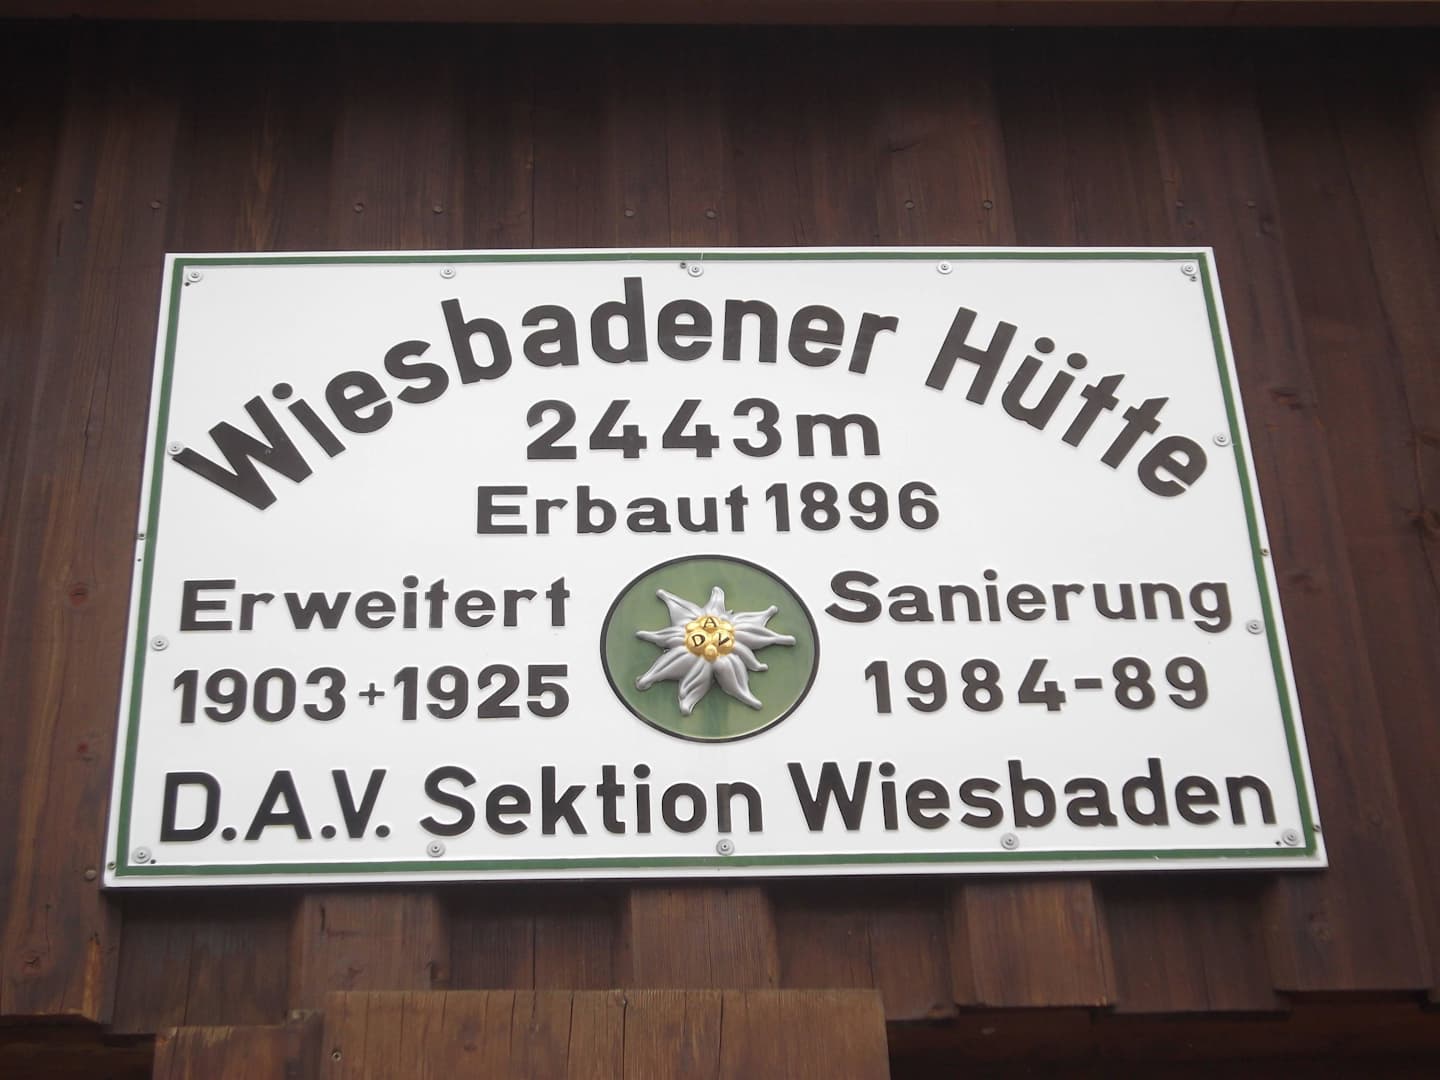 Wiesbadener Hütte
2443m
Erbaut 1896
Erweitert
1903+1925
A
D V
Sanierung
1984-89
D.A.V. Sektion Wiesbaden